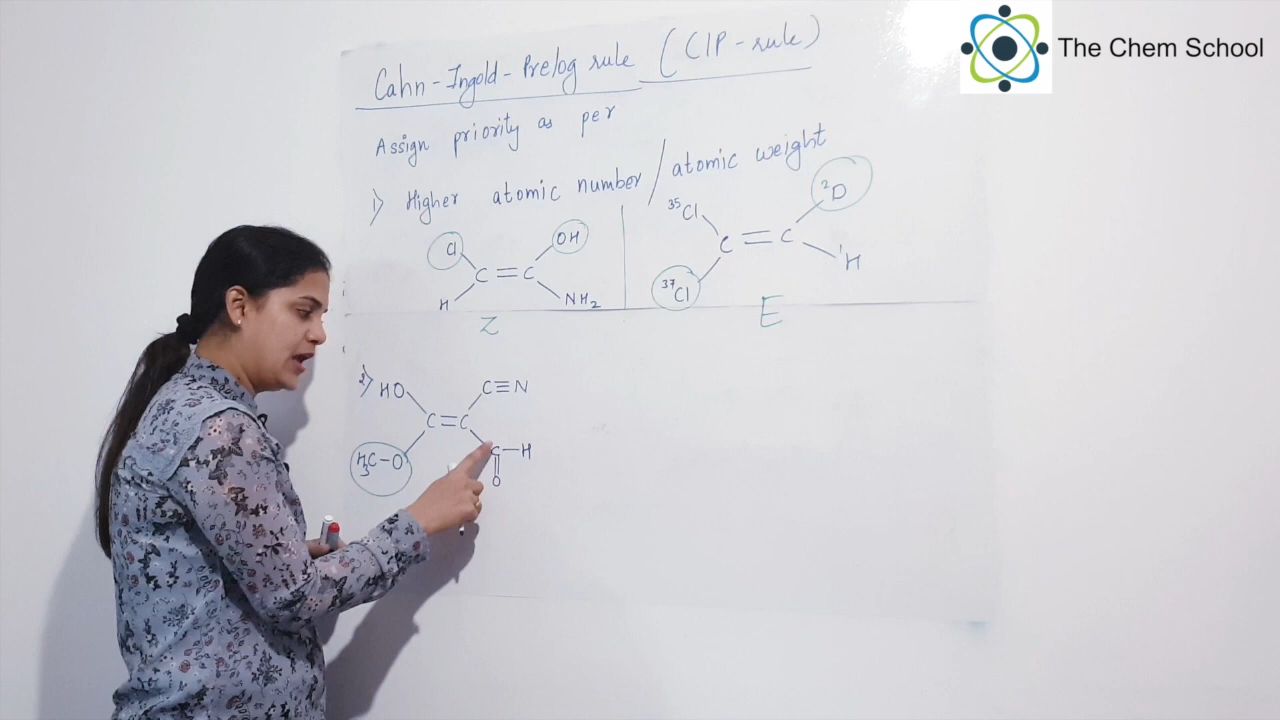 The Chem School
Cahn-Ingold-Prelog rule (CIP-rule)
Assign priority as per
1) Higher atomic number / atomic weight
Cl OH
C=C
H NH₂
Z
³⁵Cl ²D
C=C
³⁷Cl ¹H
E
2) HO C≡N
C=C
H₃C-O C-H
O